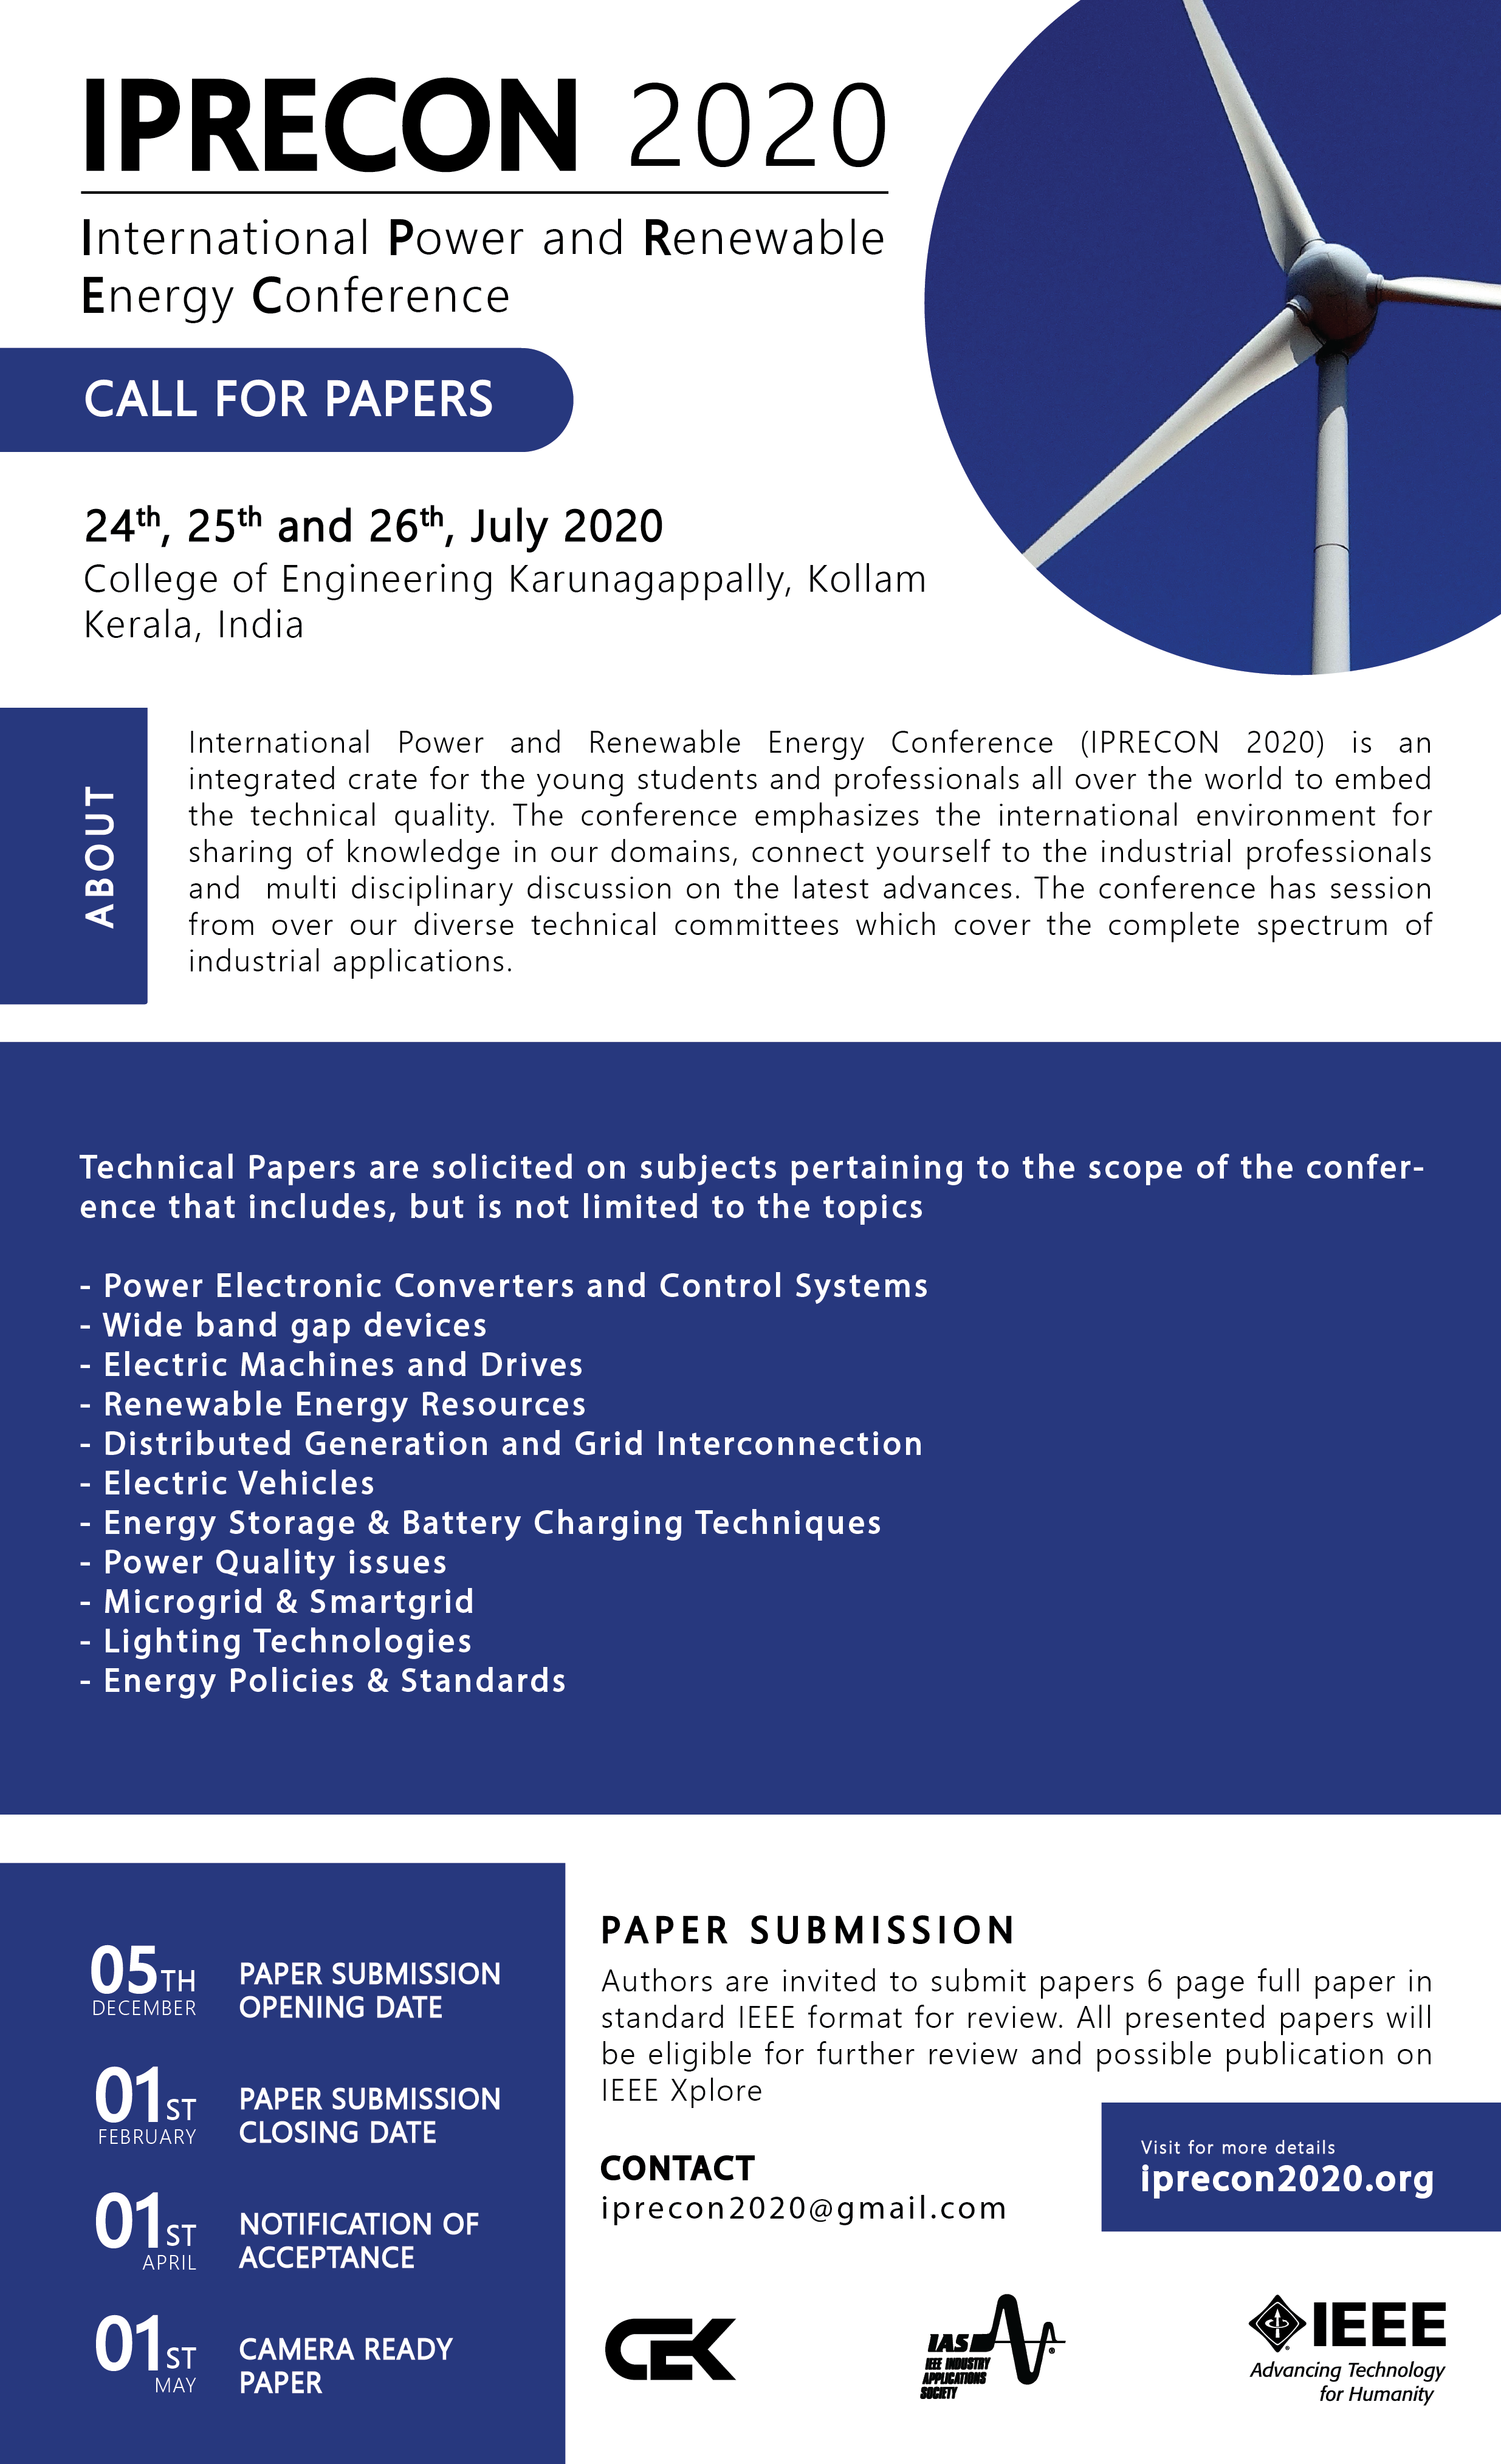 IPRECON 2020
International Power and Renewable
Energy Conference
CALL FOR PAPERS
24th, 25th and 26th, July 2020
College of Engineering Karunagappally, Kollam
Kerala, India
ABOUT
International Power and Renewable Energy Conference (IPRECON 2020) is an
integrated crate for the young students and professionals all over the world to embed
the technical quality. The conference emphasizes the international environment for
sharing of knowledge in our domains, connect yourself to the industrial professionals
and multi disciplinary discussion on the latest advances. The conference has session
from over our diverse technical committees which cover the complete spectrum of
industrial applications.
Technical Papers are solicited on subjects pertaining to the scope of the confer-
ence that includes, but is not limited to the topics
- Power Electronic Converters and Control Systems
- Wide band gap devices
- Electric Machines and Drives
- Renewable Energy Resources
- Distributed Generation and Grid Interconnection
- Electric Vehicles
- Energy Storage & Battery Charging Techniques
- Power Quality issues
- Microgrid & Smartgrid
- Lighting Technologies
- Energy Policies & Standards
05TH
DECEMBER
PAPER SUBMISSION
OPENING DATE
01ST
FEBRUARY
PAPER SUBMISSION
CLOSING DATE
01ST
APRIL
NOTIFICATION OF
ACCEPTANCE
01ST
MAY
CAMERA READY
PAPER
PAPER SUBMISSION
Authors are invited to submit papers 6 page full paper in
standard IEEE format for review. All presented papers will
be eligible for further review and possible publication on
IEEE Xplore
CONTACT
iprecon2020@gmail.com
Visit for more details
iprecon2020.org
CEK
IAS
IEEE INDUSTRY
APPLICATIONS
SOCIETY
®
IEEE
Advancing Technology
for Humanity